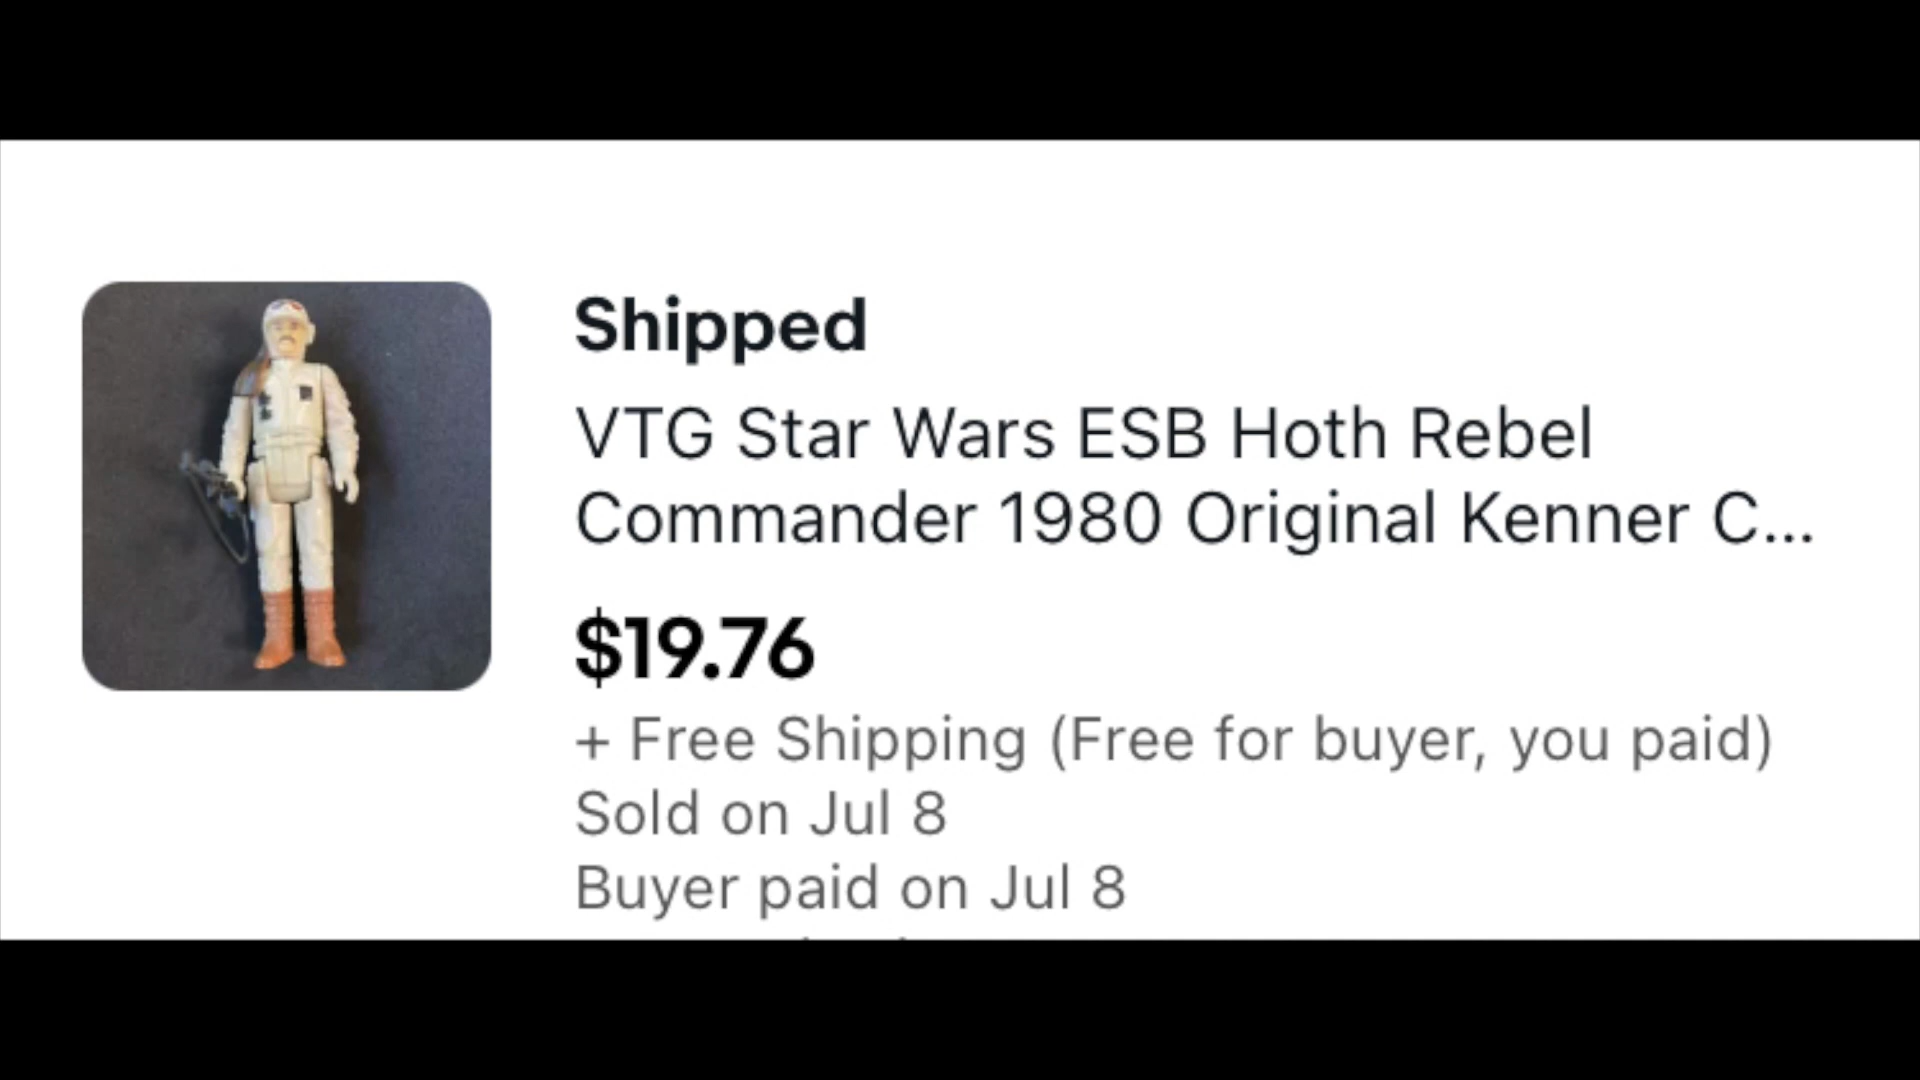 Shipped
VTG Star Wars ESB Hoth Rebel
Commander 1980 Original Kenner C...
$19.76
+ Free Shipping (Free for buyer, you paid)
Sold on Jul 8
Buyer paid on Jul 8